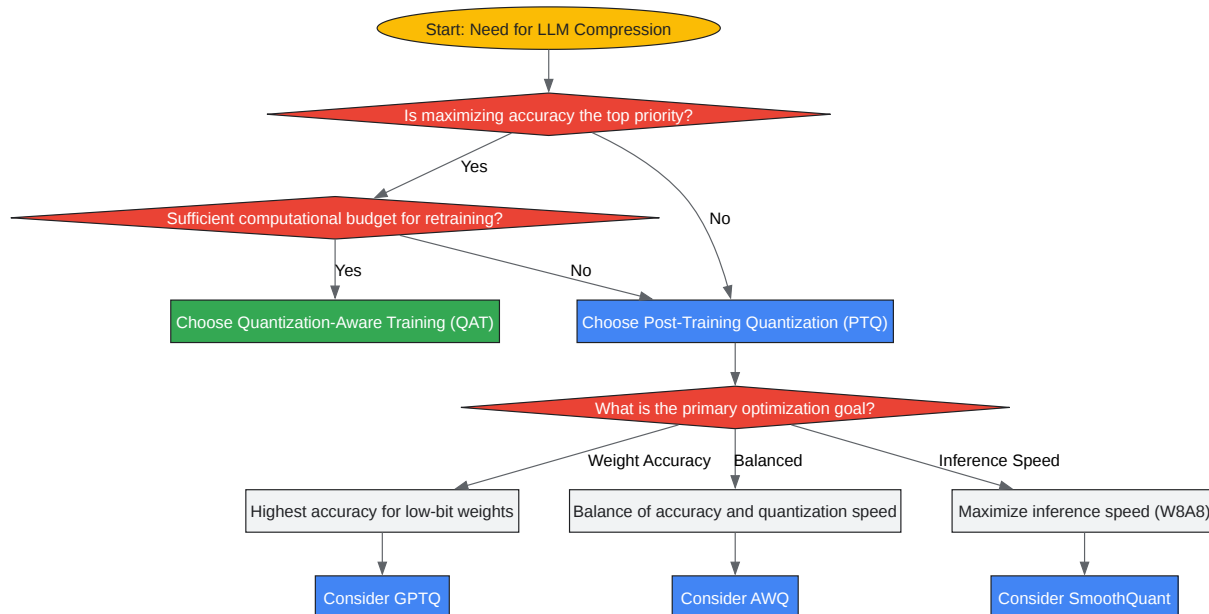 Start: Need for LLM Compression
Is maximizing accuracy the top priority?
Yes
Sufficient computational budget for retraining?
No
Yes
No
Choose Quantization-Aware Training (QAT)
Choose Post-Training Quantization (PTQ)
What is the primary optimization goal?
Weight Accuracy
Balanced
Inference Speed
Highest accuracy for low-bit weights
Balance of accuracy and quantization speed
Maximize inference speed (W8A8)
Consider GPTQ
Consider AWQ
Consider SmoothQuant